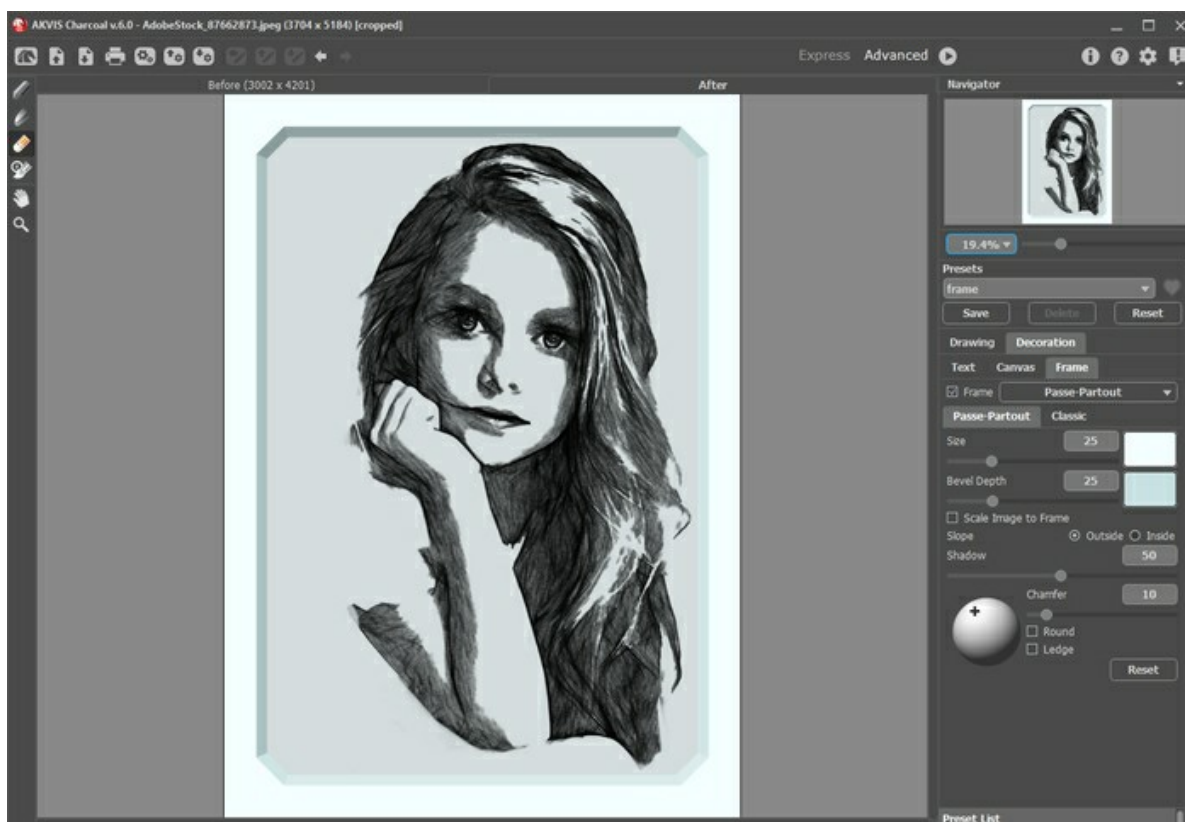 AKVIS Charcoal v.6.0 - AdobeStock_87662873.jpeg (3704 x 5184) [cropped]
Express Advanced
Before (3002 x 4201) After
Navigator
19.4%
Presets
frame
Save Delete Reset
Drawing Decoration
Text Canvas Frame
Frame Passe-Partout
Passe-Partout Classic
Size 25
Bevel Depth 25
Scale Image to Frame
Slope Outside Inside
Shadow 50
Chamfer 10
Round
Ledge
Reset
Preset List